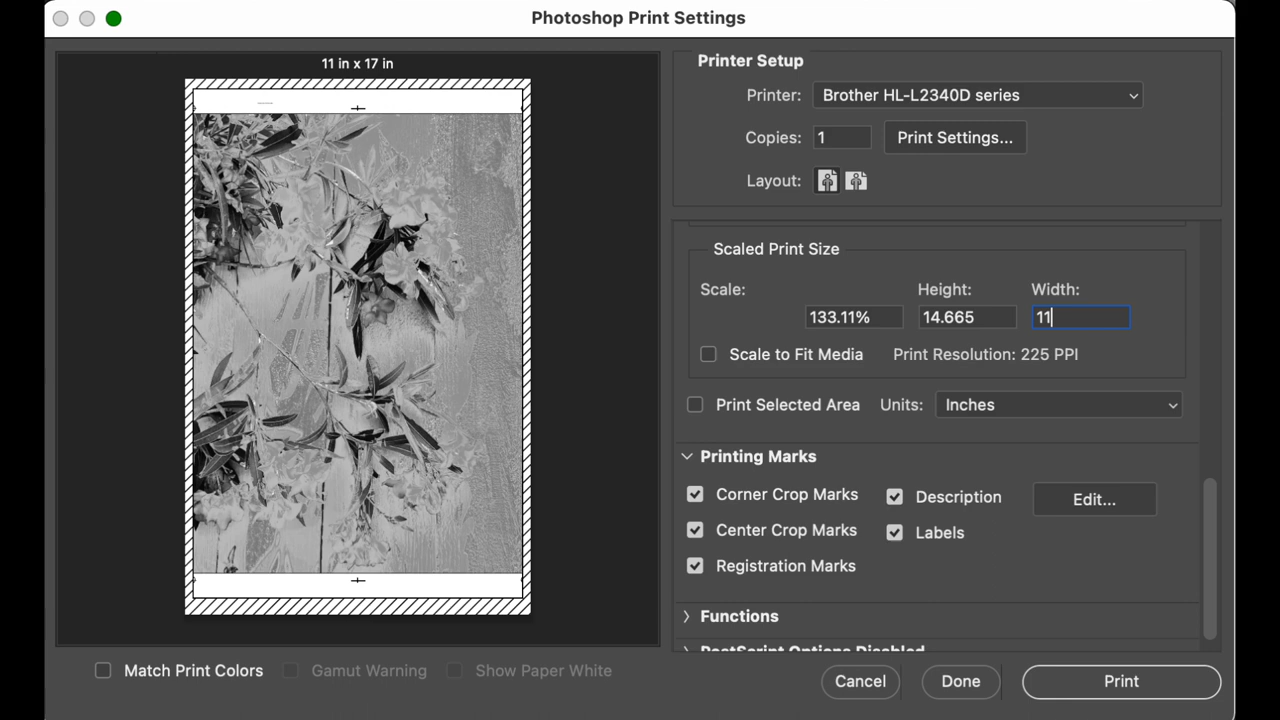 Photoshop Print Settings
11 in x 17 in
Printer Setup
Printer: Brother HL-L2340D series
Copies: 1 Print Settings...
Layout:
Scaled Print Size
Scale: Height: Width:
133.11% 14.665 11
Scale to Fit Media Print Resolution: 225 PPI
Print Selected Area Units: Inches
Printing Marks
Corner Crop Marks Description Edit...
Center Crop Marks Labels
Registration Marks
Functions
PostScript Options Disabled
Match Print Colors Gamut Warning Show Paper White
Cancel Done Print